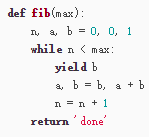 def fib(max):
    n, a, b = 0, 0, 1
    while n < max:
        yield b
        a, b = b, a + b
        n = n + 1
    return 'done'